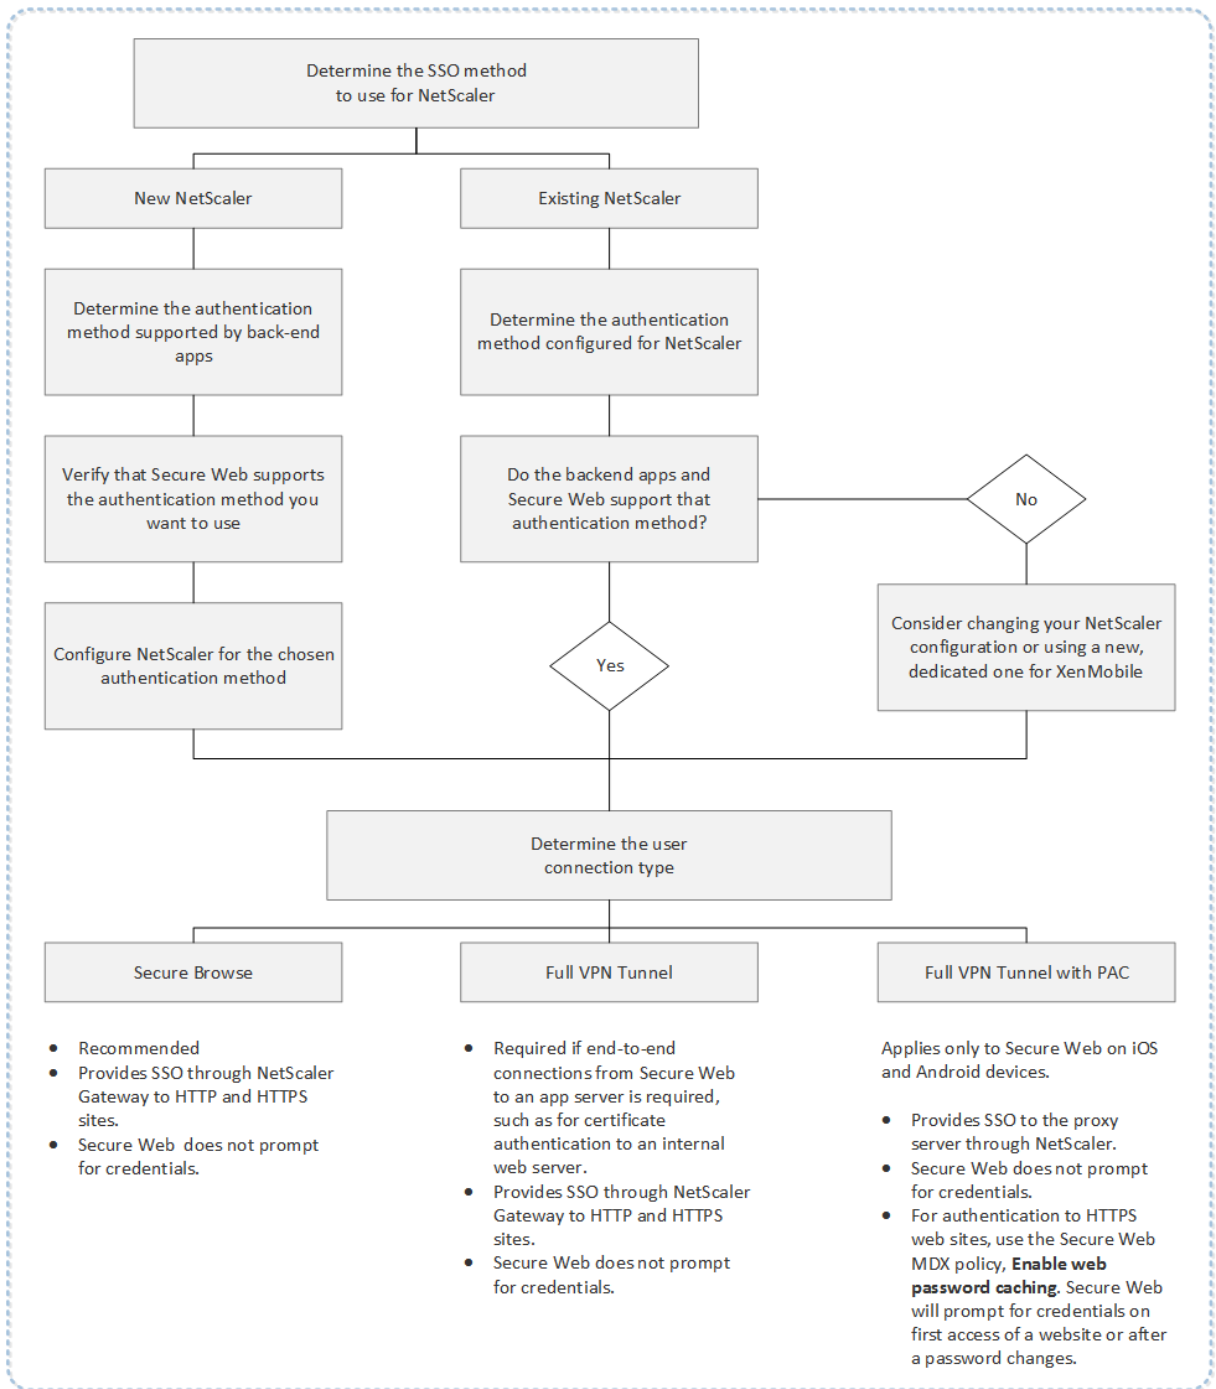 Determine the SSO method
to use for NetScaler
New NetScaler
Existing NetScaler
Determine the authentication
method supported by back-end
apps
Determine the authentication
method configured for NetScaler
Verify that Secure Web supports
the authentication method you
want to use
Do the backend apps and
Secure Web support that
authentication method?
No
Configure NetScaler for the chosen
authentication method
Yes
Consider changing your NetScaler
configuration or using a new,
dedicated one for XenMobile
Determine the user
connection type
Secure Browse
Full VPN Tunnel
Full VPN Tunnel with PAC
• Recommended
• Provides SSO through NetScaler
Gateway to HTTP and HTTPS
sites.
• Secure Web does not prompt
for credentials.
• Required if end-to-end
connections from Secure Web
to an app server is required,
such as for certificate
authentication to an internal
web server.
• Provides SSO through NetScaler
Gateway to HTTP and HTTPS
sites.
• Secure Web does not prompt
for credentials.
Applies only to Secure Web on iOS
and Android devices.
• Provides SSO to the proxy
server through NetScaler.
• Secure Web does not prompt
for credentials.
• For authentication to HTTPS
web sites, use the Secure Web
MDX policy, Enable web
password caching. Secure Web
will prompt for credentials on
first access of a website or after
a password changes.